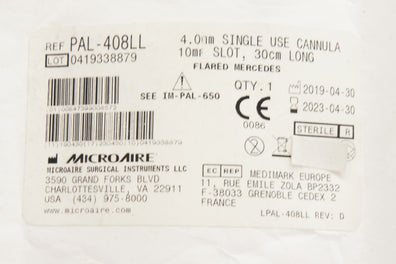 REF PAL-408LL
LOT 0419338879
4.0mm SINGLE USE CANNULA
10mm SLOT, 30cm LONG
FLARED MERCEDES
SEE IM-PAL-650
QTY.1
2019-04-30
2023-04-30
CE
0086
STERILE R
MICROAIRE
MICROAIRE SURGICAL INSTRUMENTS LLC
3590 GRAND FORKS BLVD
CHARLOTTESVILLE, VA 22911
USA (434) 975-8000
www.microaire.com
EC REP MEDIMARK EUROPE
11, RUE EMILE ZOLA BP2332
F-38033 GRENOBLE CEDEX 2
FRANCE
LPAL-408LL REV: D